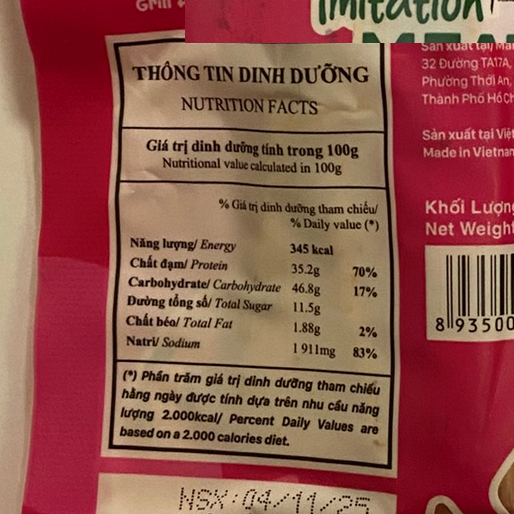 Grill
Imitation
THÔNG TIN DINH DƯỠNG
NUTRITION FACTS
Giá trị dinh dưỡng tính trong 100g
Nutritional value calculated in 100g
% Giá trị dinh dưỡng tham chiếu/
% Daily value (*)
Năng lượng/ Energy 345 kcal
Chất đạm/ Protein 35.2g 70%
Carbohydrate/ Carbohydrate 46.8g 17%
Đường tổng số/ Total Sugar 11.5g
Chất béo/ Total Fat 1.88g 2%
Natri/ Sodium 1 911mg 83%
(*) Phần trăm giá trị dinh dưỡng tham chiếu
hằng ngày được tính dựa trên nhu cầu năng
lượng 2.000kcal/ Percent Daily Values are
based on a 2.000 calories diet.
NSX:04/11/25
Sản xuất tại
32 Đường TA17A,
Phường Thới An,
Thành Phố Hồ
Sản xuất tại
Made in Vietnam
Khối
Net Weight
8 93500